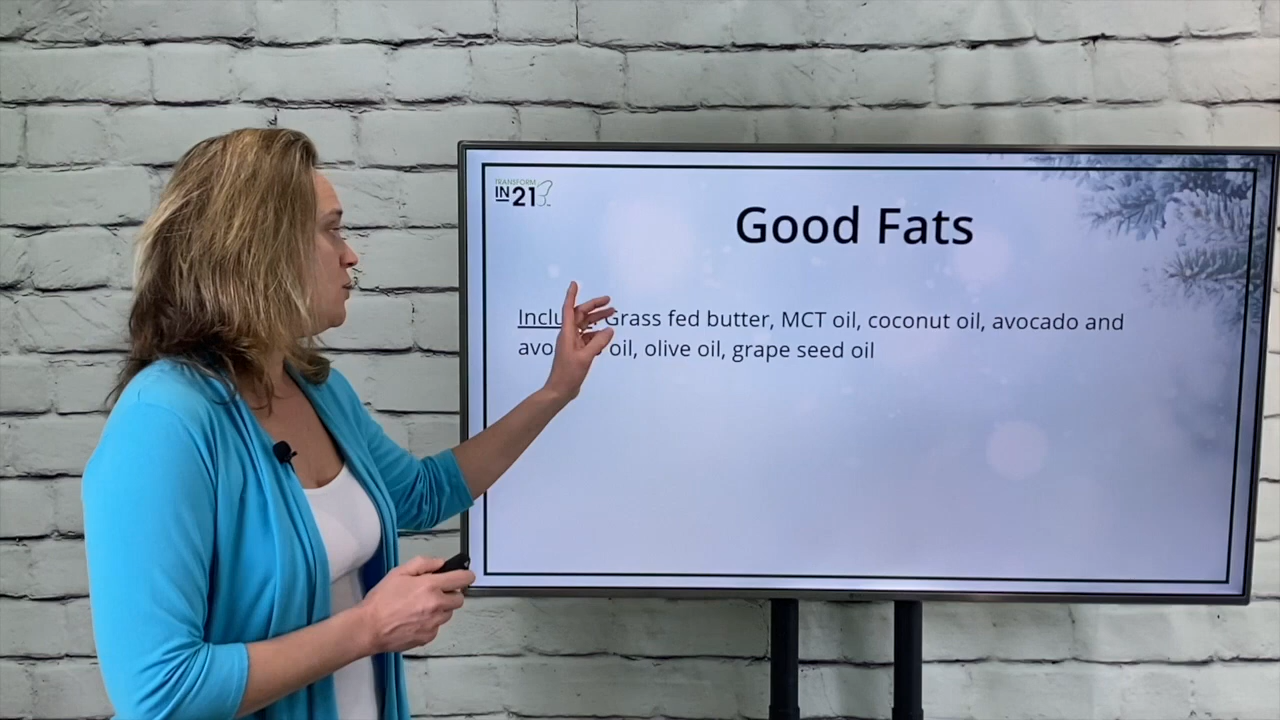 TRANSFORM
IN 21
Good Fats
Grass fed butter, MCT oil, coconut oil, avocado and
oil, olive oil, grape seed oil